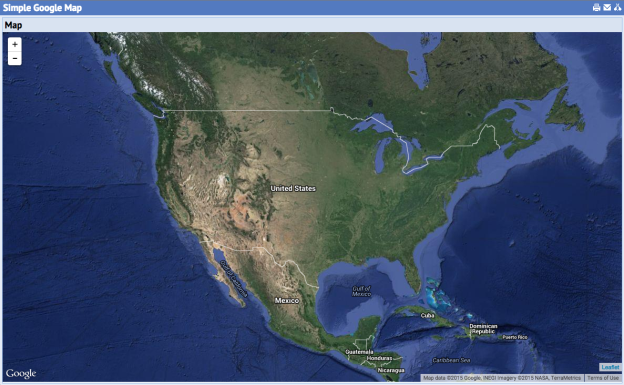 Simple Google Map
Map
+
-
United States
Gulf of California
Gulf of
Mexico
Mexico
Cuba
Dominican
Republic
Puerto Rico
Guatemala
Honduras
Caribbean Sea
Nicaragua
Leaflet
Google
Map data ©2015 Google, INEGI Imagery ©2015 NASA, TerraMetrics | Terms of Use